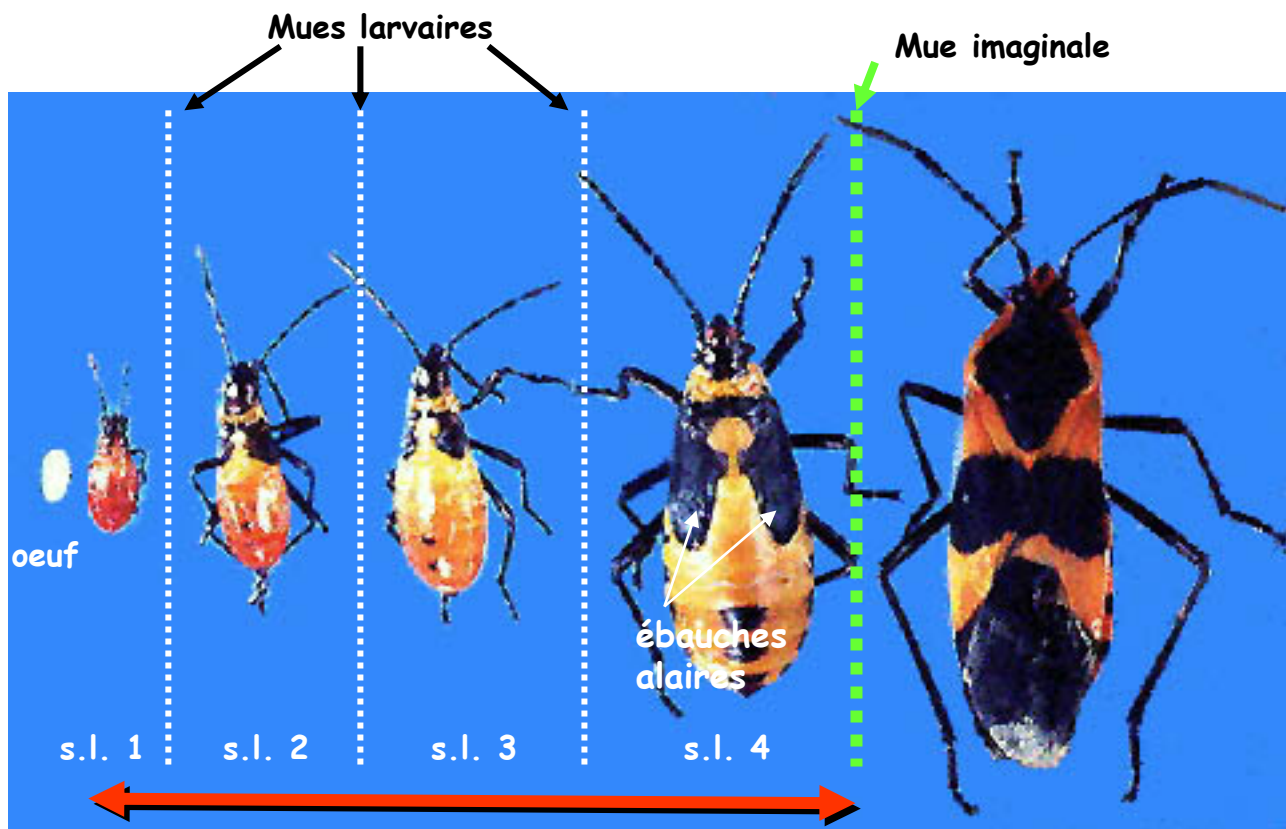 Mues larvaires
Mue imaginale
oeuf
ébauches
alaires
s.l. 1
s.l. 2
s.l. 3
s.l. 4